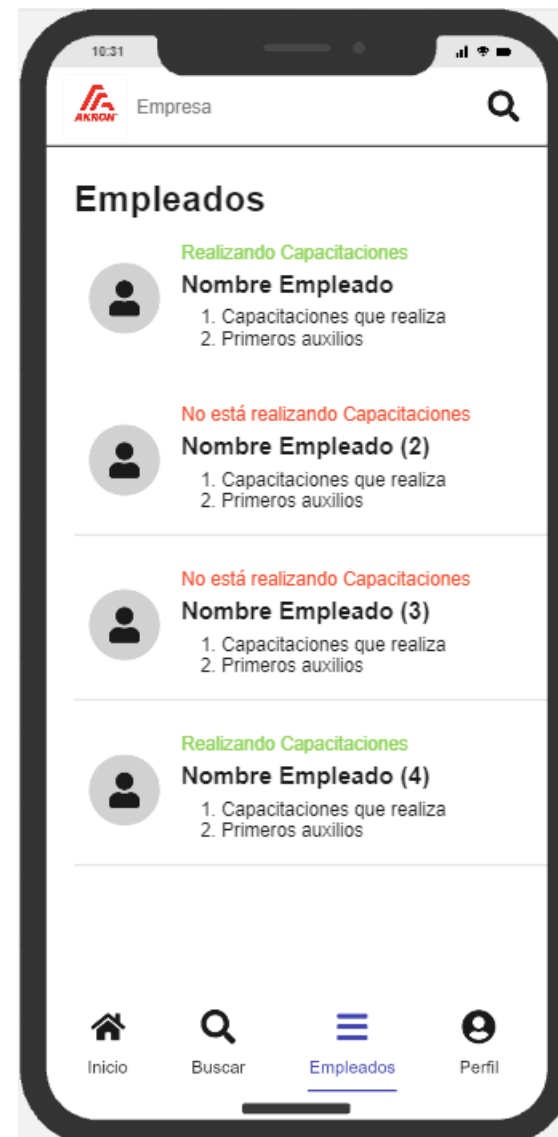 10:31
AKRON
Empresa
Empleados
Realizando Capacitaciones
Nombre Empleado
1. Capacitaciones que realiza
2. Primeros auxilios
No está realizando Capacitaciones
Nombre Empleado (2)
1. Capacitaciones que realiza
2. Primeros auxilios
No está realizando Capacitaciones
Nombre Empleado (3)
1. Capacitaciones que realiza
2. Primeros auxilios
Realizando Capacitaciones
Nombre Empleado (4)
1. Capacitaciones que realiza
2. Primeros auxilios
Inicio
Buscar
Empleados
Perfil